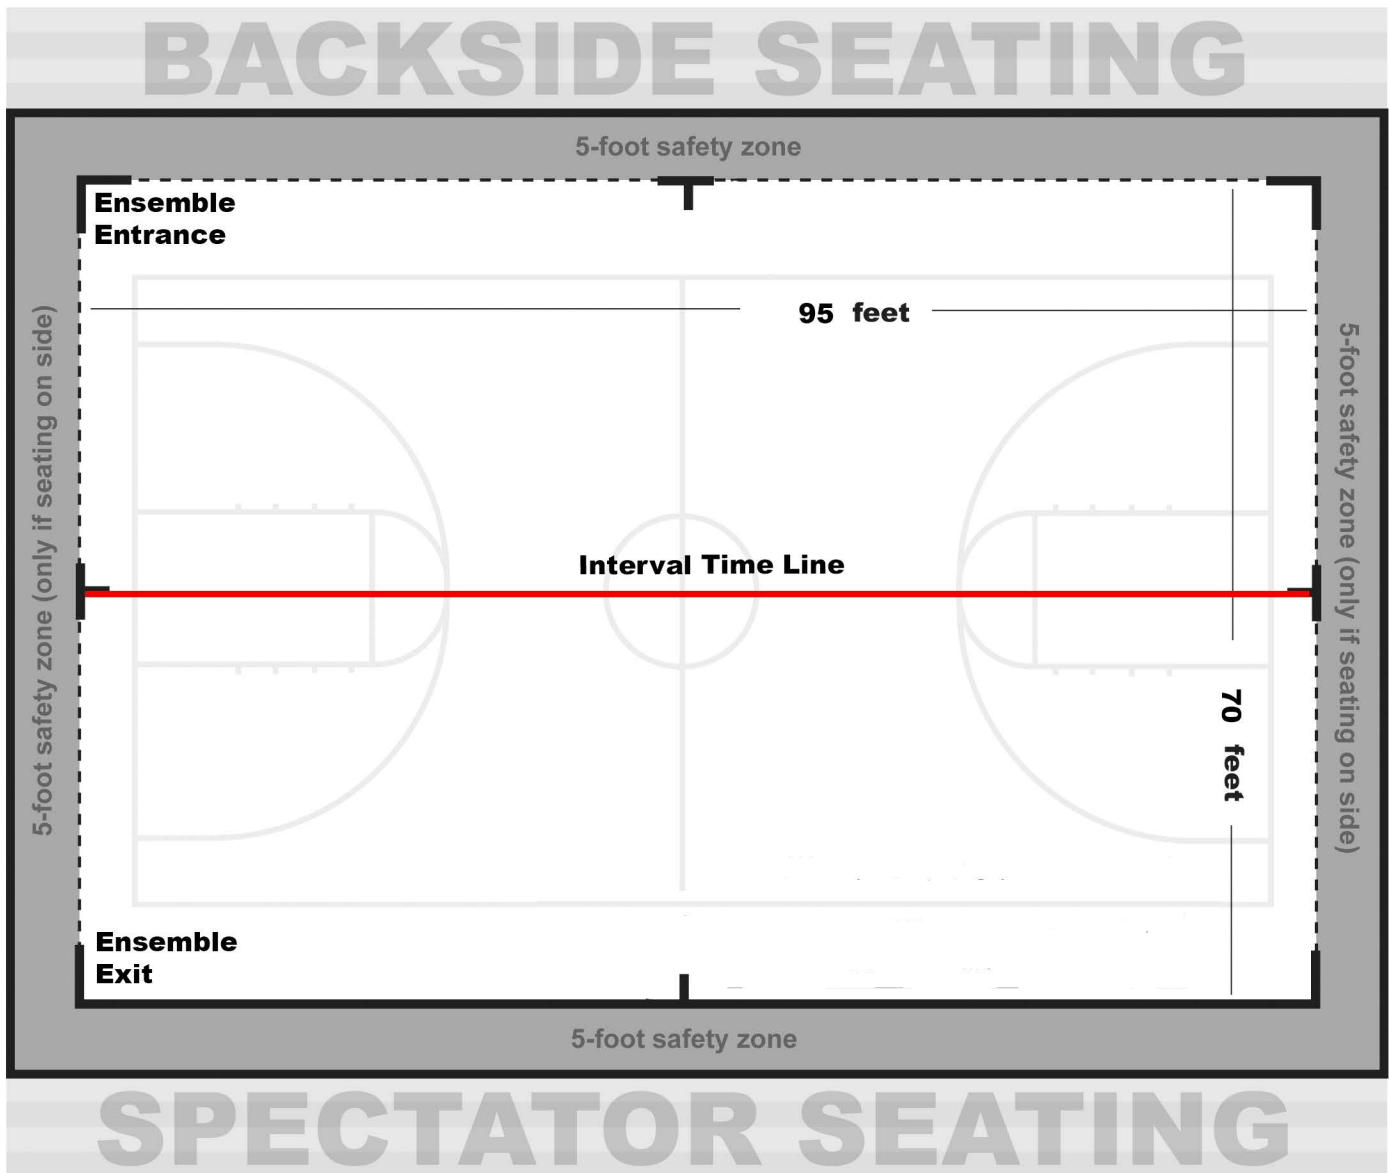 BACKSIDE SEATING
5-foot safety zone
Ensemble
Entrance
95 feet
5-foot safety zone (only if seating on side)
5-foot safety zone (only if seating on side)
Interval Time Line
70 feet
Ensemble
Exit
5-foot safety zone
SPECTATOR SEATING